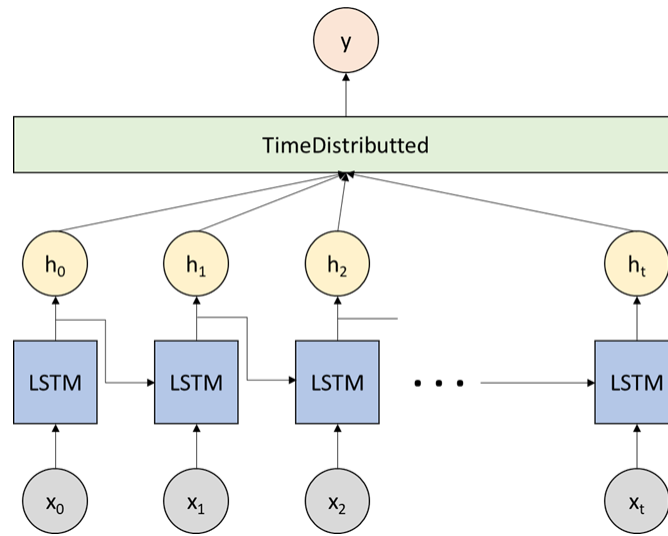 y
TimeDistributted
h₀ h₁ h₂ hₜ
LSTM LSTM LSTM . . . LSTM
x₀ x₁ x₂ xₜ